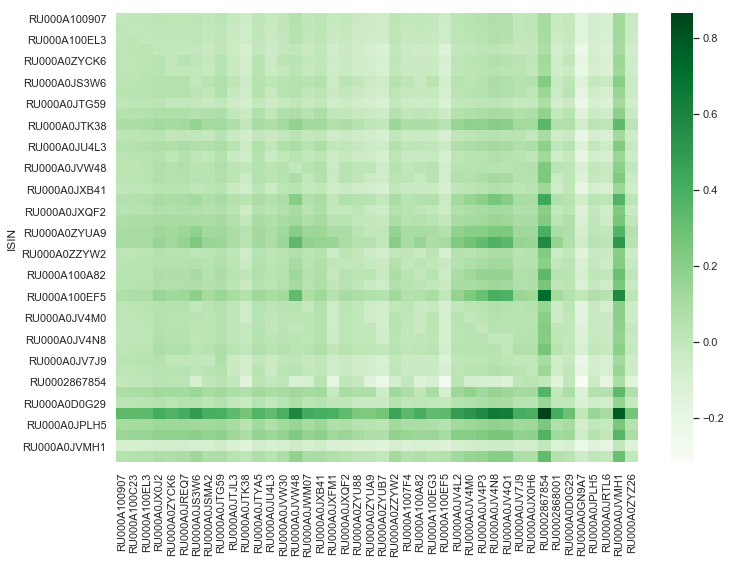 RU000A100907
RU000A100EL3
RU000A0ZYCK6
RU000A0JS3W6
RU000A0JTG59
RU000A0JTK38
RU000A0JU4L3
RU000A0JVW48
RU000A0JXB41
RU000A0JXQF2
RU000A0ZYUA9
RU000A0ZZYW2
RU000A100A82
RU000A100EF5
RU000A0JV4M0
RU000A0JV4N8
RU000A0JV7J9
RU0002867854
RU000A0D0G29
RU000A0JPLH5
RU000A0JVMH1
ISIN
RU000A100907
RU000A100C23
RU000A100EL3
RU000A0JX0J2
RU000A0ZYCK6
RU000A0JREQ7
RU000A0JS3W6
RU000A0JSMA2
RU000A0JTG59
RU000A0JTJL3
RU000A0JTK38
RU000A0JTYA5
RU000A0JU4L3
RU000A0JVW30
RU000A0JVW48
RU000A0JWM07
RU000A0JXB41
RU000A0JXFM1
RU000A0JXQF2
RU000A0ZYU88
RU000A0ZYUA9
RU000A0ZYUB7
RU000A0ZZYW2
RU000A1007F4
RU000A100A82
RU000A100EG3
RU000A100EF5
RU000A0JV4L2
RU000A0JV4M0
RU000A0JV4P3
RU000A0JV4N8
RU000A0JV4Q1
RU000A0JV7J9
RU000A0JX0H6
RU0002867854
RU0002868001
RU000A0D0G29
RU000A0GN9A7
RU000A0JPLH5
RU000A0JRTL6
RU000A0JVMH1
RU000A0ZYZ26
0.8
0.6
0.4
0.2
0.0
−0.2